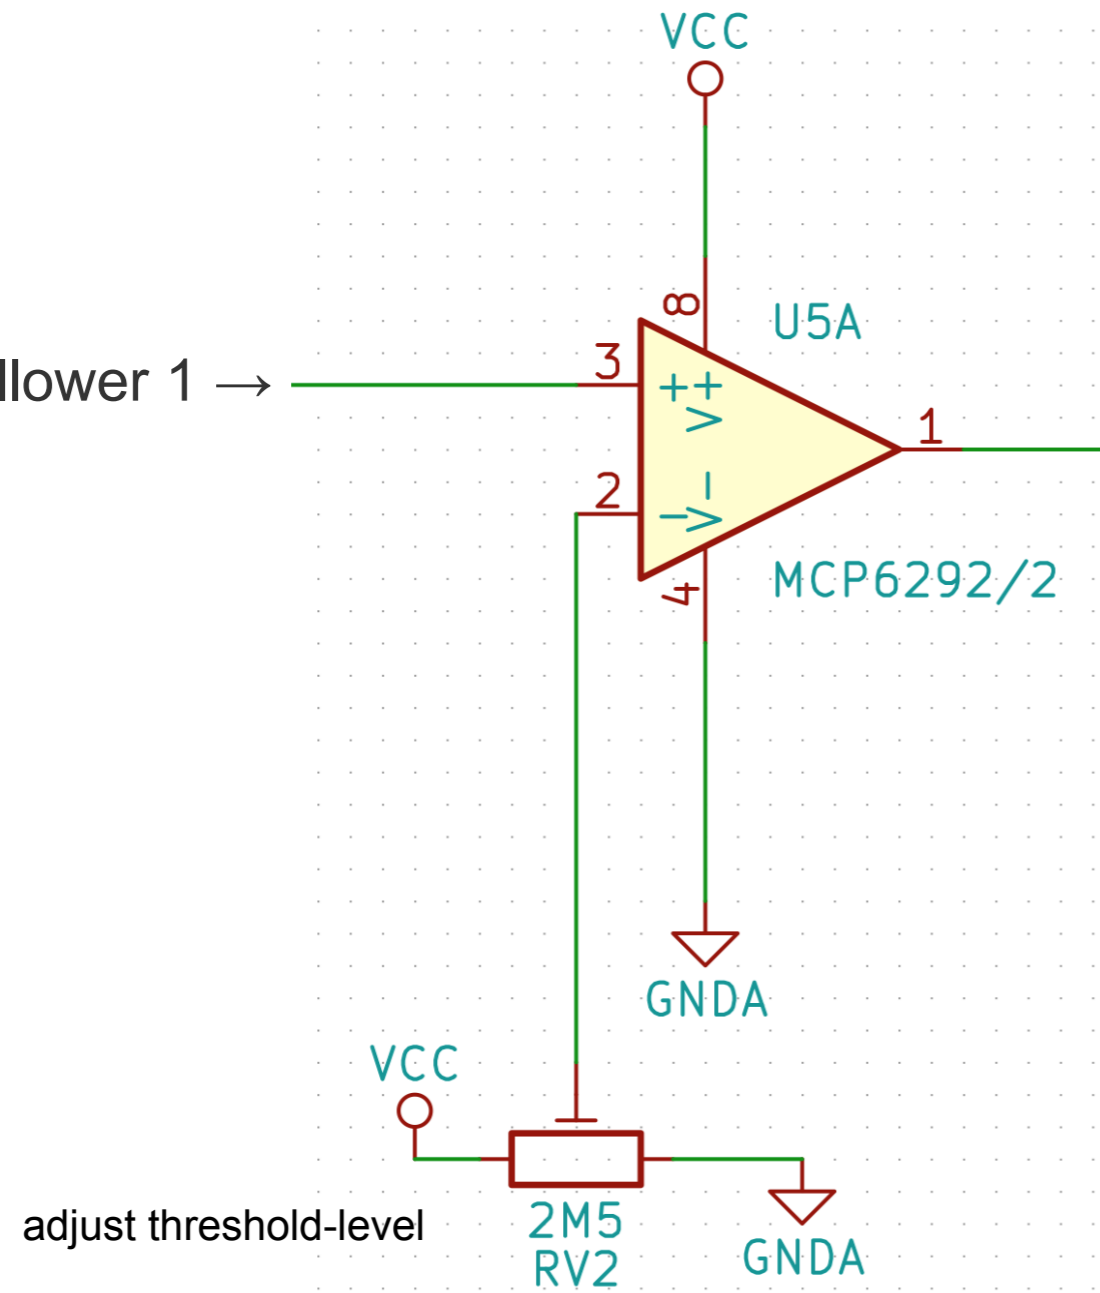 VCC
8
U5A
3
llower 1 →
+
V+
1
2
−
V−
MCP6292/2
4
GNDA
VCC
adjust threshold-level
2M5
RV2
GNDA